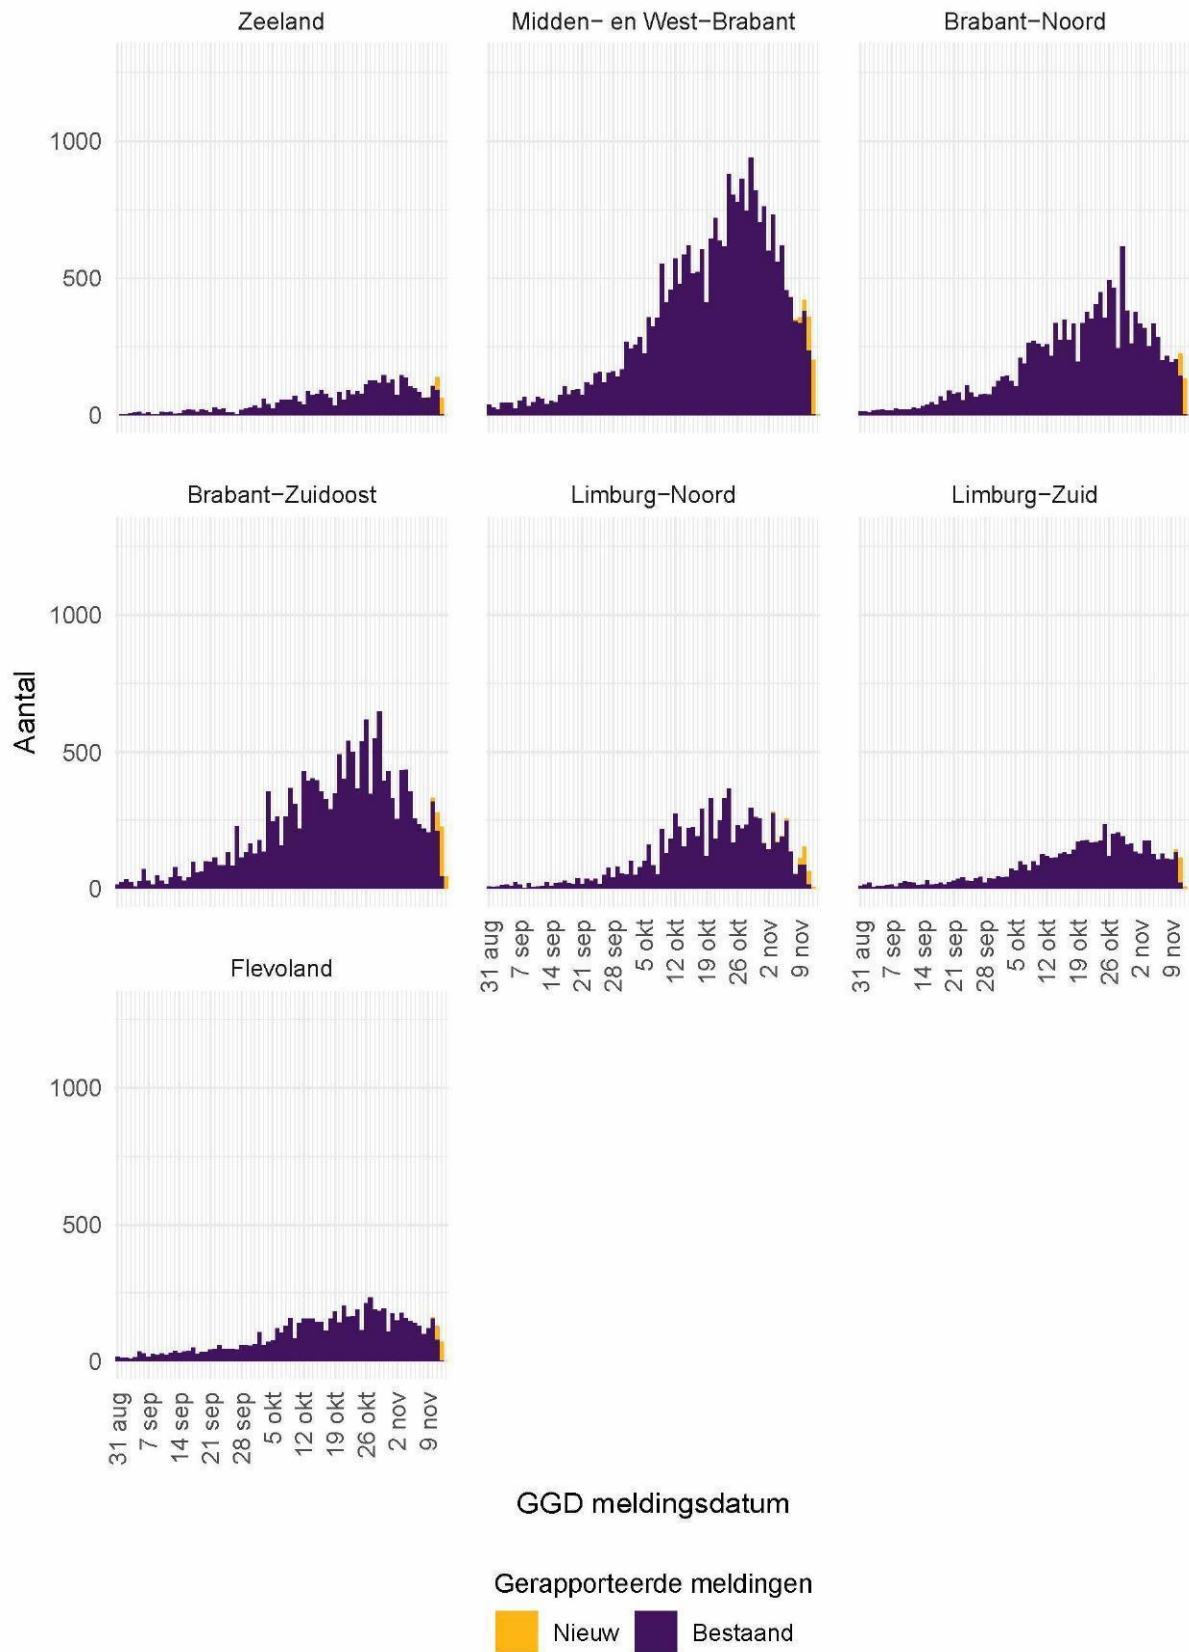 Zeeland
Midden- en West-Brabant
Brabant-Noord
1000
500
0
Brabant-Zuidoost
Limburg-Noord
Limburg-Zuid
1000
500
0
Aantal
31 aug
7 sep
14 sep
21 sep
28 sep
5 okt
12 okt
19 okt
26 okt
2 nov
9 nov
31 aug
7 sep
14 sep
21 sep
28 sep
5 okt
12 okt
19 okt
26 okt
2 nov
9 nov
Flevoland
1000
500
0
31 aug
7 sep
14 sep
21 sep
28 sep
5 okt
12 okt
19 okt
26 okt
2 nov
9 nov
GGD meldingsdatum
Gerapporteerde meldingen
Nieuw Bestaand